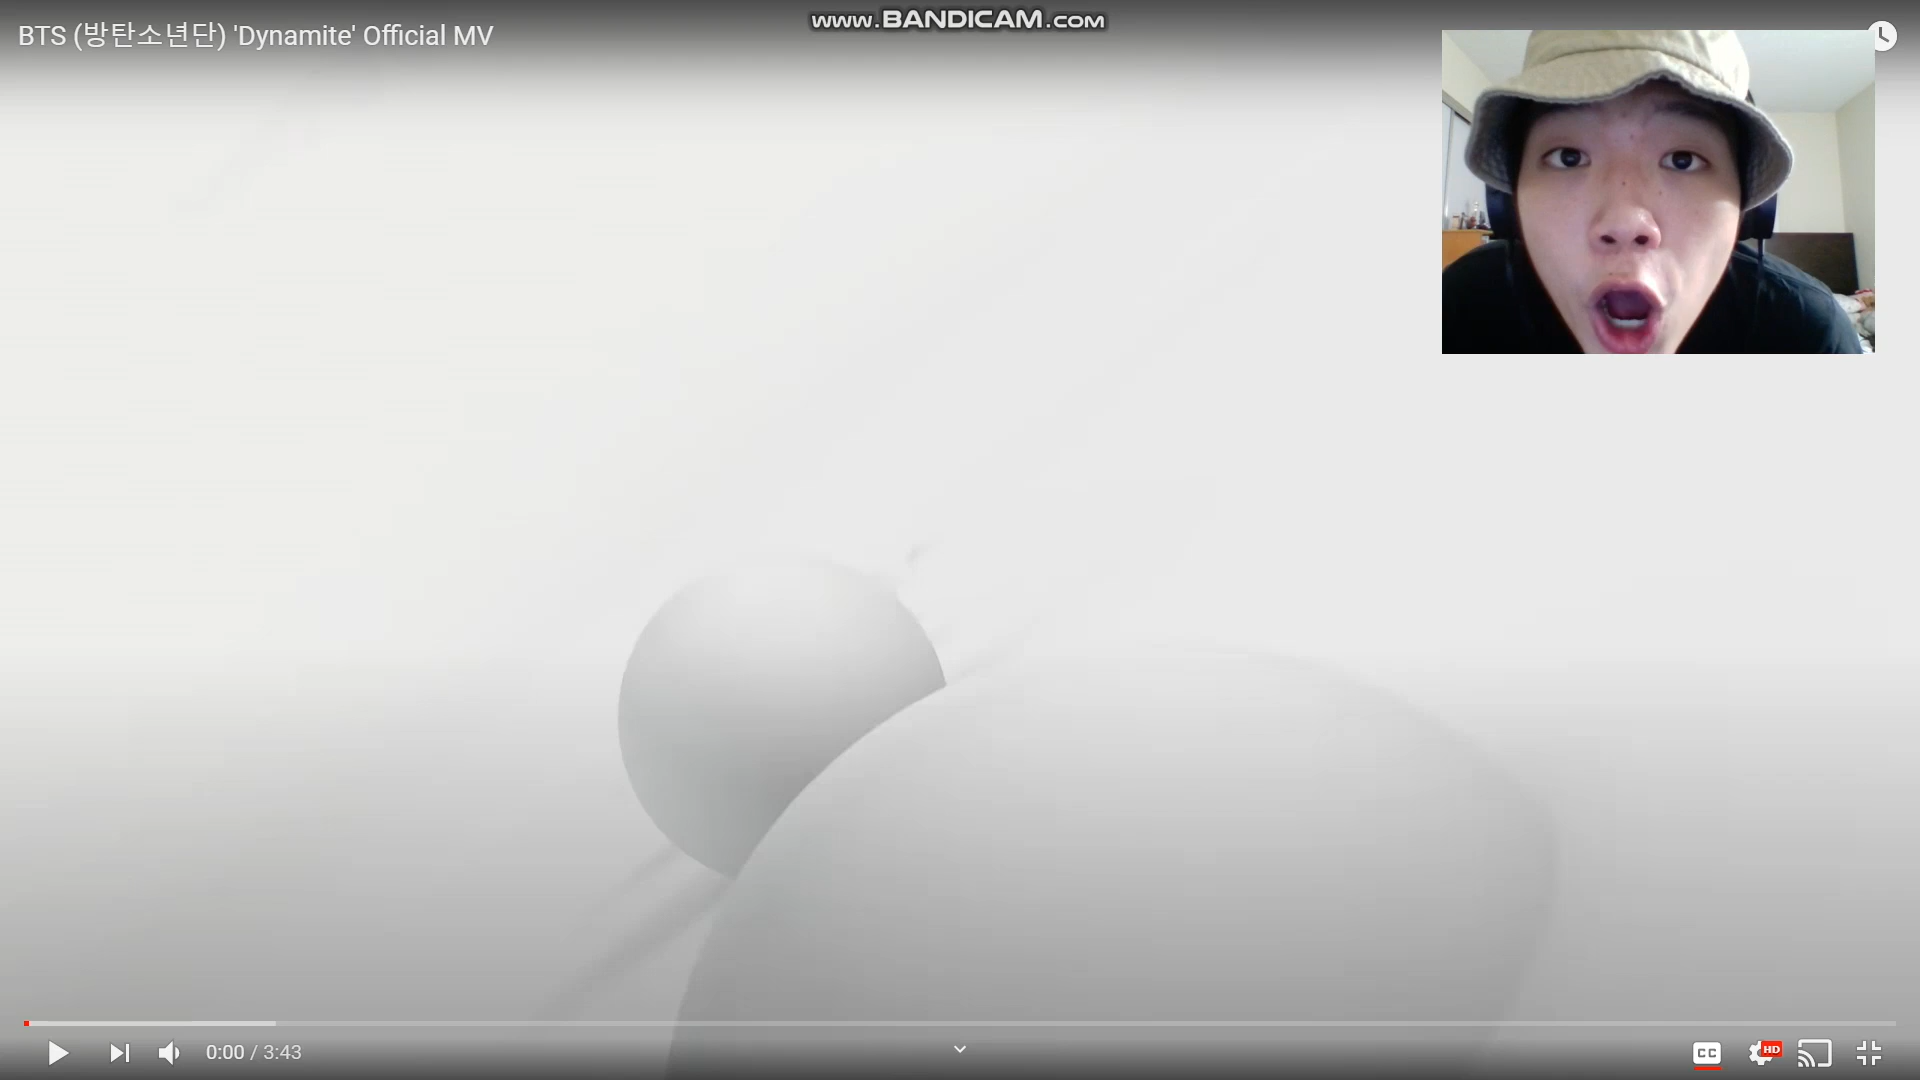 www.BANDICAM.com
BTS (방탄소년단) 'Dynamite' Official MV
0:00 / 3:43
CC
HD